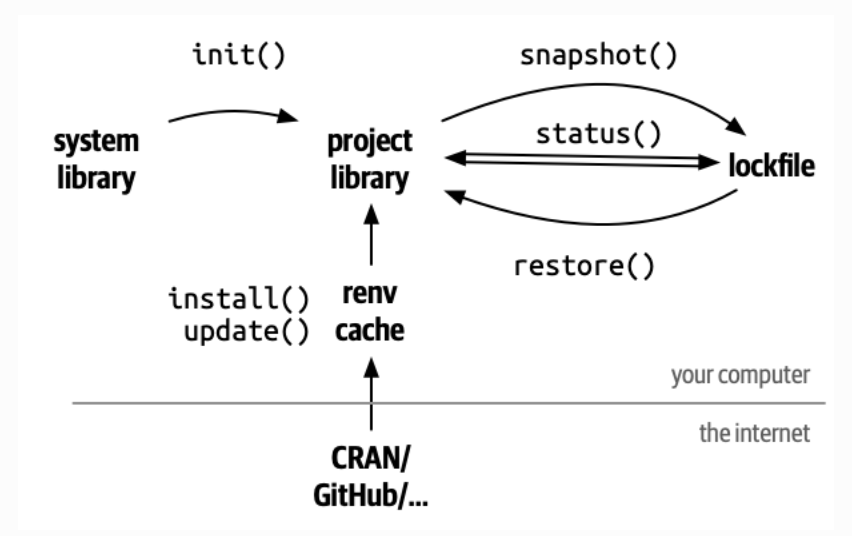 init()
snapshot()
system
library
project
library
status()
lockfile
restore()
install()
update()
renv
cache
your computer
the internet
CRAN/
GitHub/...